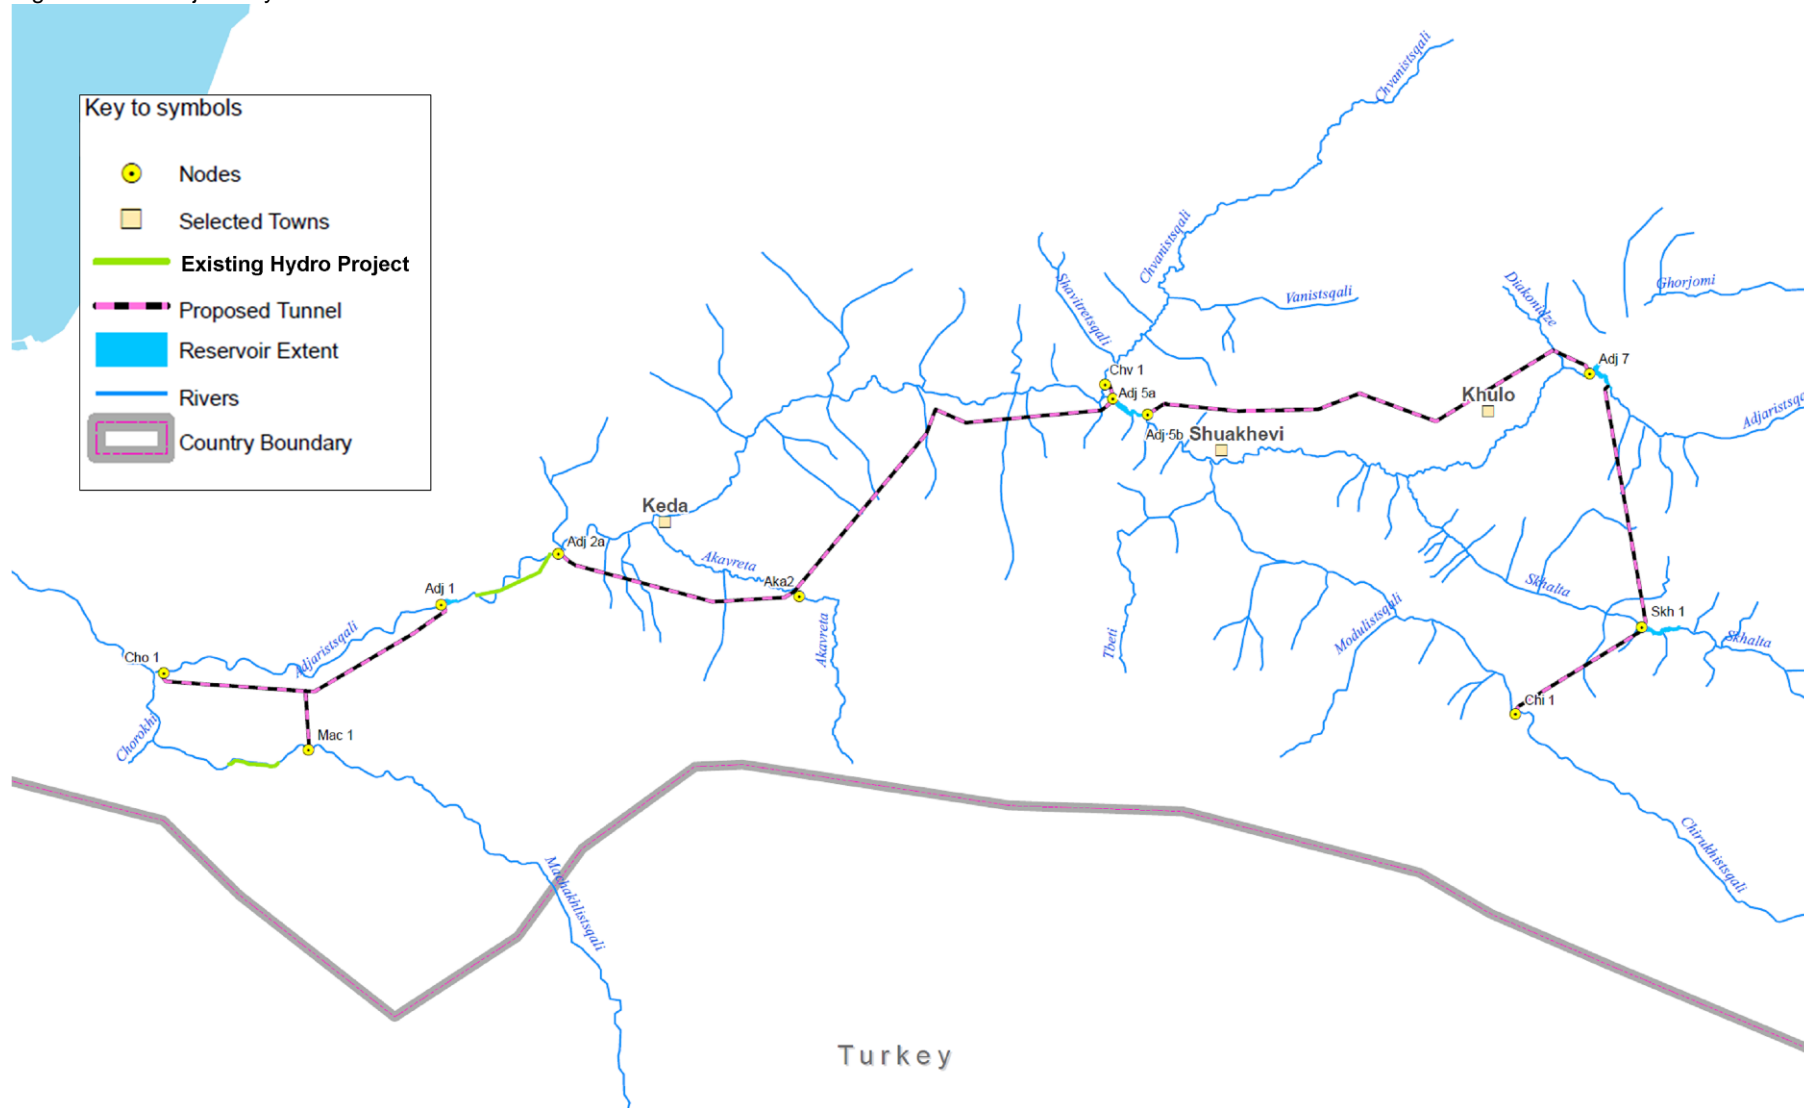 Key to symbols
Nodes
Selected Towns
Existing Hydro Project
Proposed Tunnel
Reservoir Extent
Rivers
Country Boundary
Chvanistsqali
Chvanistsqali
Vanistsqali
Shavitretsqali
Diakonidze
Ghorjomi
Chv 1
Adj 5a
Adj 5b
Shuakhevi
Khulo
Adj 7
Adjaristsqa
Keda
Adj 2a
Akavreta
Aka2
Akavreta
Adj 1
Adjaristsqali
Cho 1
Chorokhi
Mac 1
Machakhlistsqali
Tbeti
Modulistsqali
Skhalta
Skh 1
Skhalta
Chi 1
Chirukhistsqali
Turkey